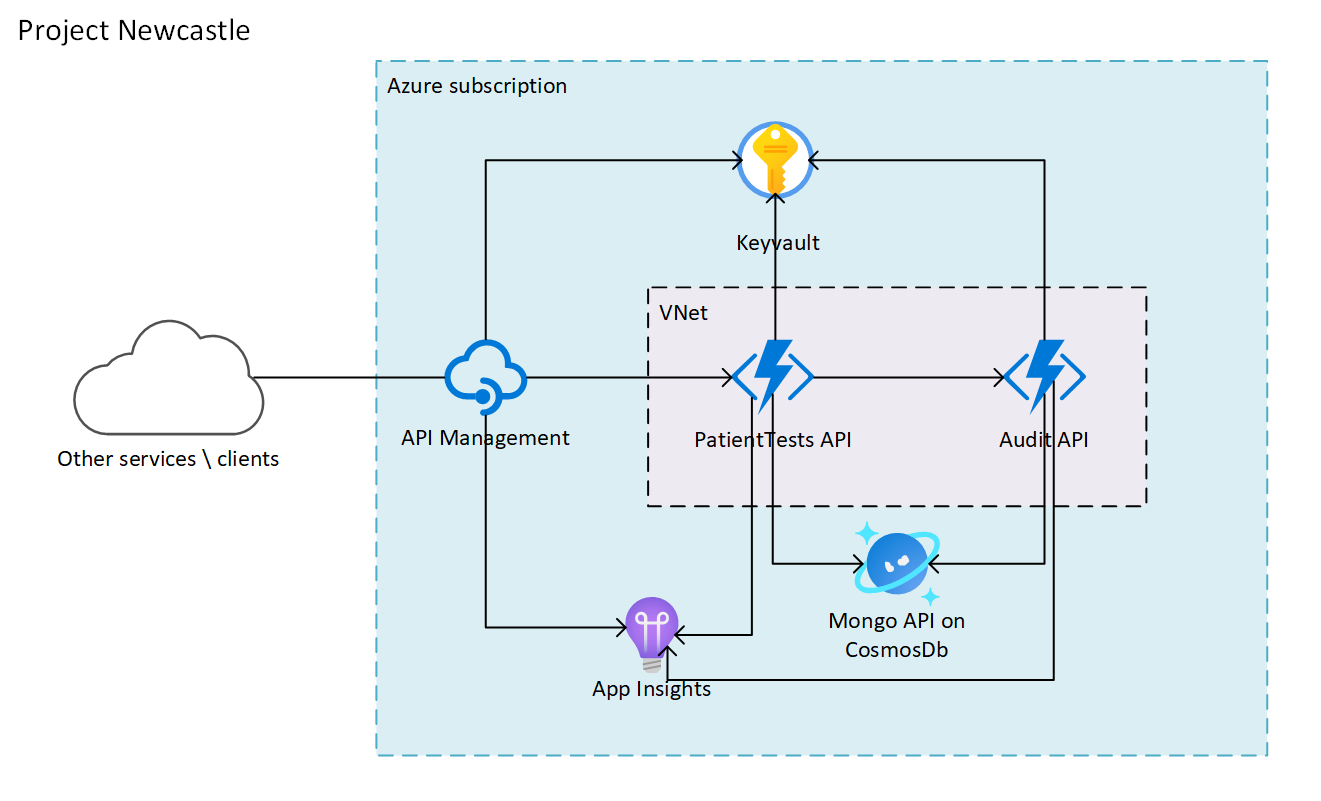 Project Newcastle
Azure subscription
Keyvault
VNet
API Management
PatientTests API
Audit API
Other services \ clients
Mongo API on
CosmosDb
App Insights